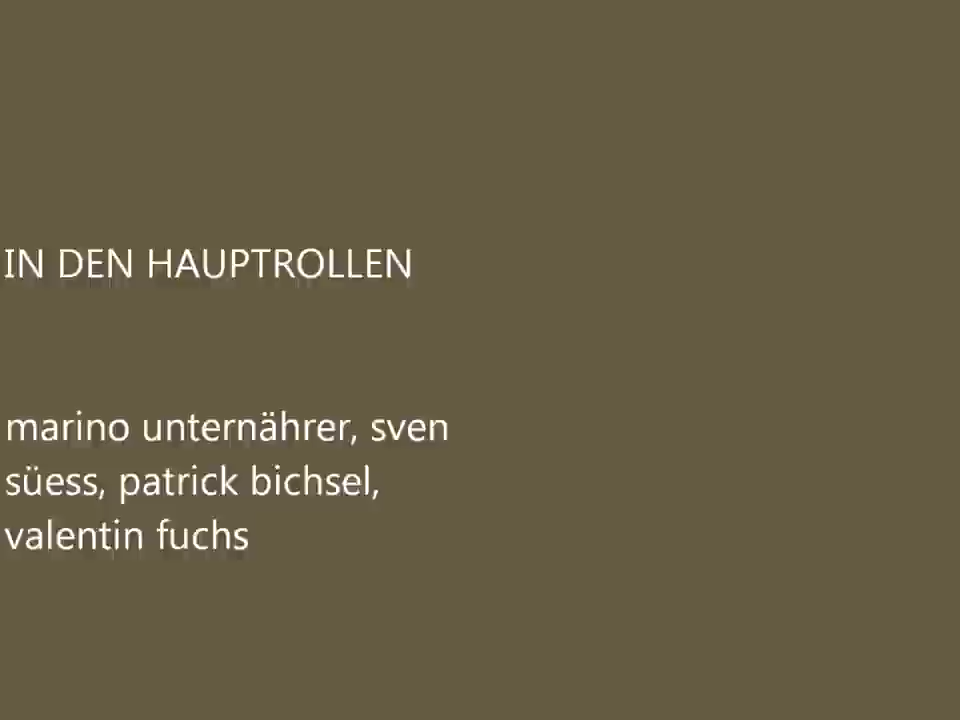 IN DEN HAUPTROLLEN
marino unternährer, sven
süess, patrick bichsel,
valentin fuchs